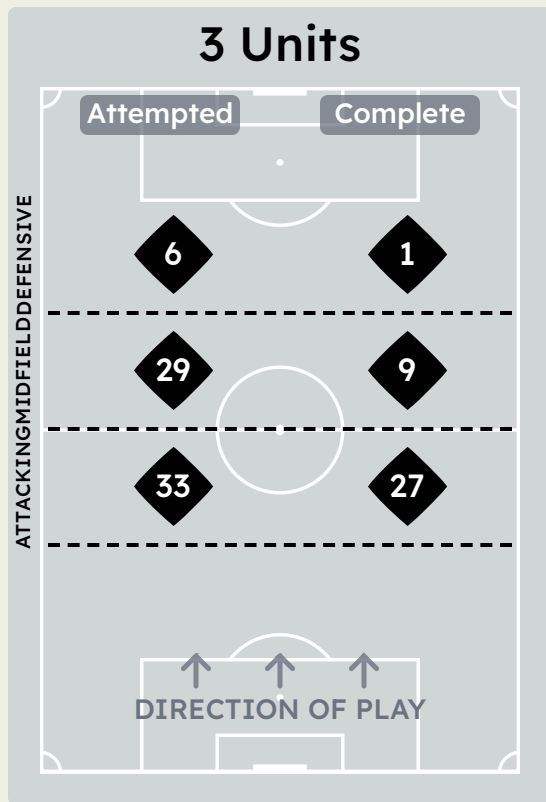 3 Units
Attempted Complete
ATTACKINGMIDFIELDDEFENSIVE
6 1
29 9
33 27
DIRECTION OF PLAY